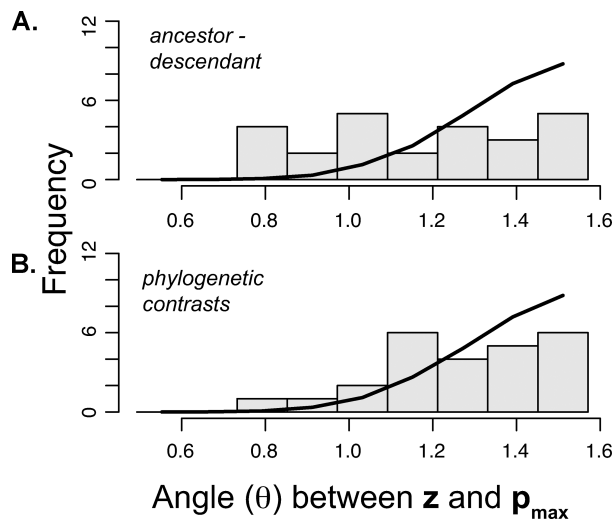 A.
ancestor -
descendant
12
6
0
0.6 0.8 1.0 1.2 1.4 1.6
Frequency
B.
phylogenetic
contrasts
12
6
0
0.6 0.8 1.0 1.2 1.4 1.6
Angle (θ) between z and pmax